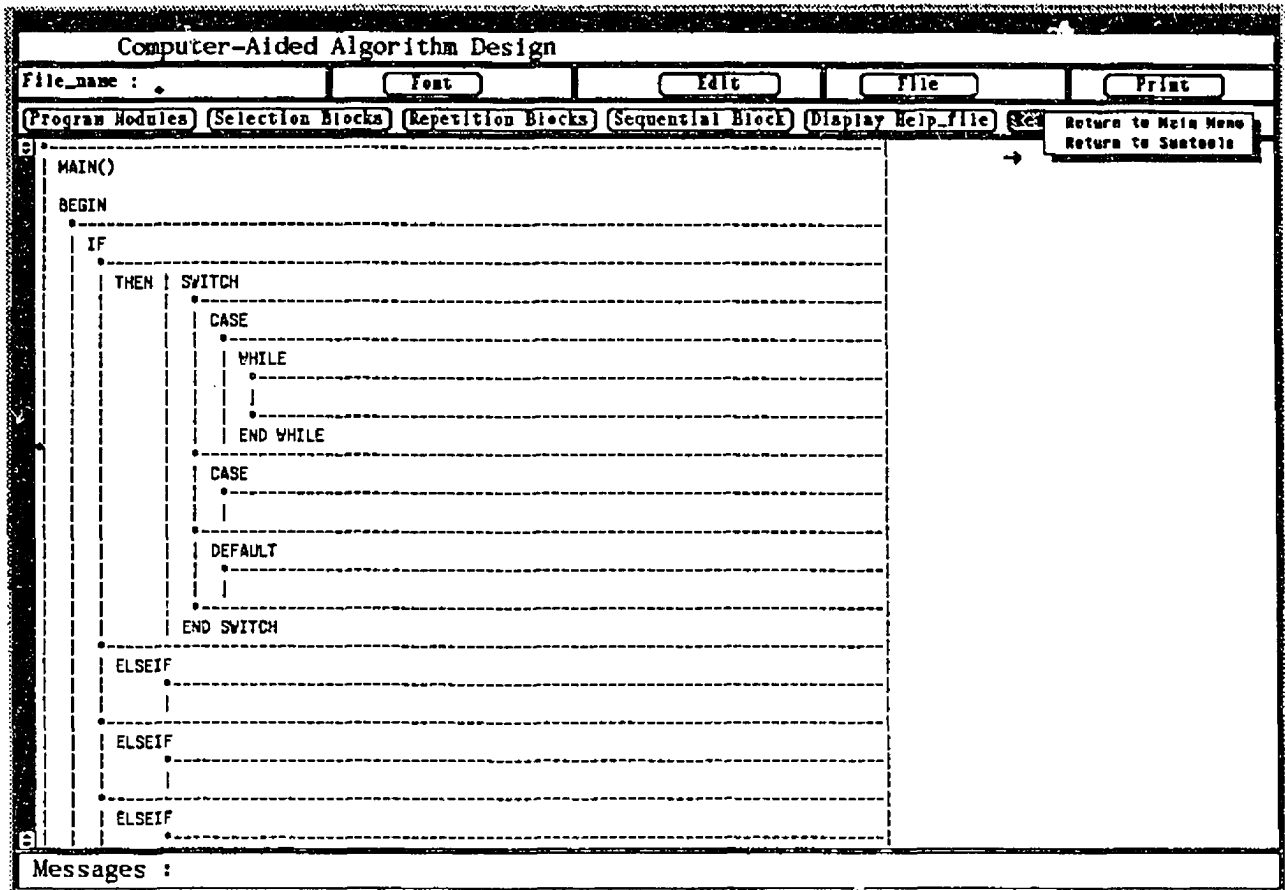 Computer-Aided Algorithm Design
File_name :
Font
Edit
File
Print
Program Modules
Selection Blocks
Repetition Blocks
Sequential Block
Display Help_file
Return to Main Menu
Return to Suntools
MAIN()
BEGIN
IF
THEN SWITCH
CASE
WHILE
END WHILE
CASE
DEFAULT
END SWITCH
ELSEIF
ELSEIF
ELSEIF
Messages :